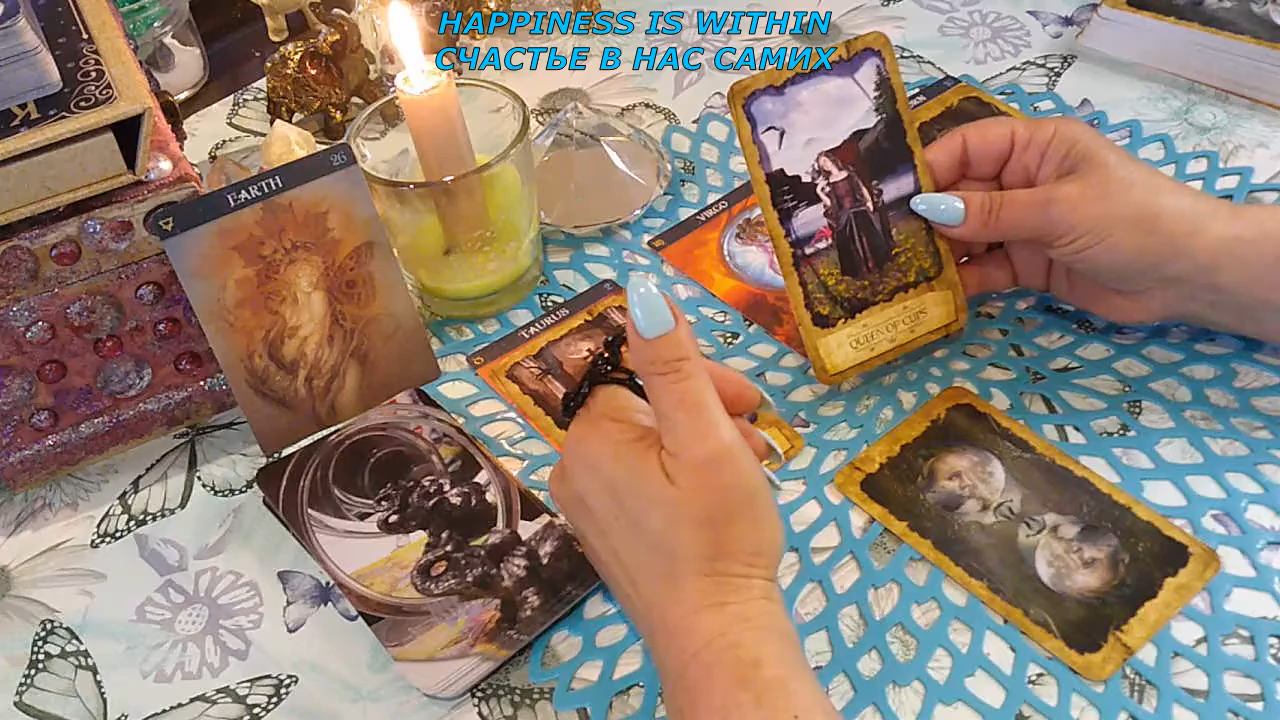 HAPPINESS IS WITHIN
СЧАСТЬЕ В НАС САМИХ
26
EARTH
VIRGO
TAURUS
QUEEN OF CUPS
K